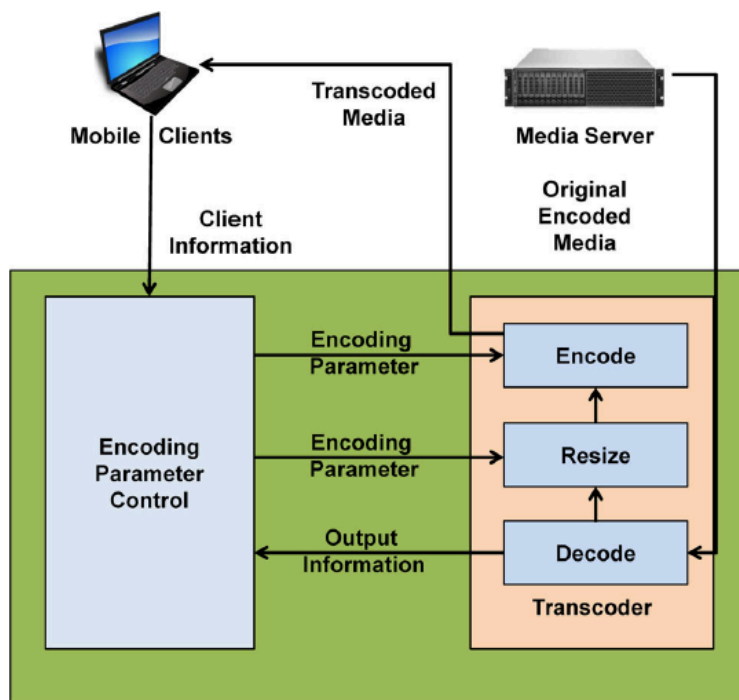 Transcoded
Media
Mobile Clients
Media Server
Client
Information
Original
Encoded
Media
Encoding
Parameter
Encode
Encoding
Parameter
Control
Encoding
Parameter
Resize
Output
Information
Decode
Transcoder